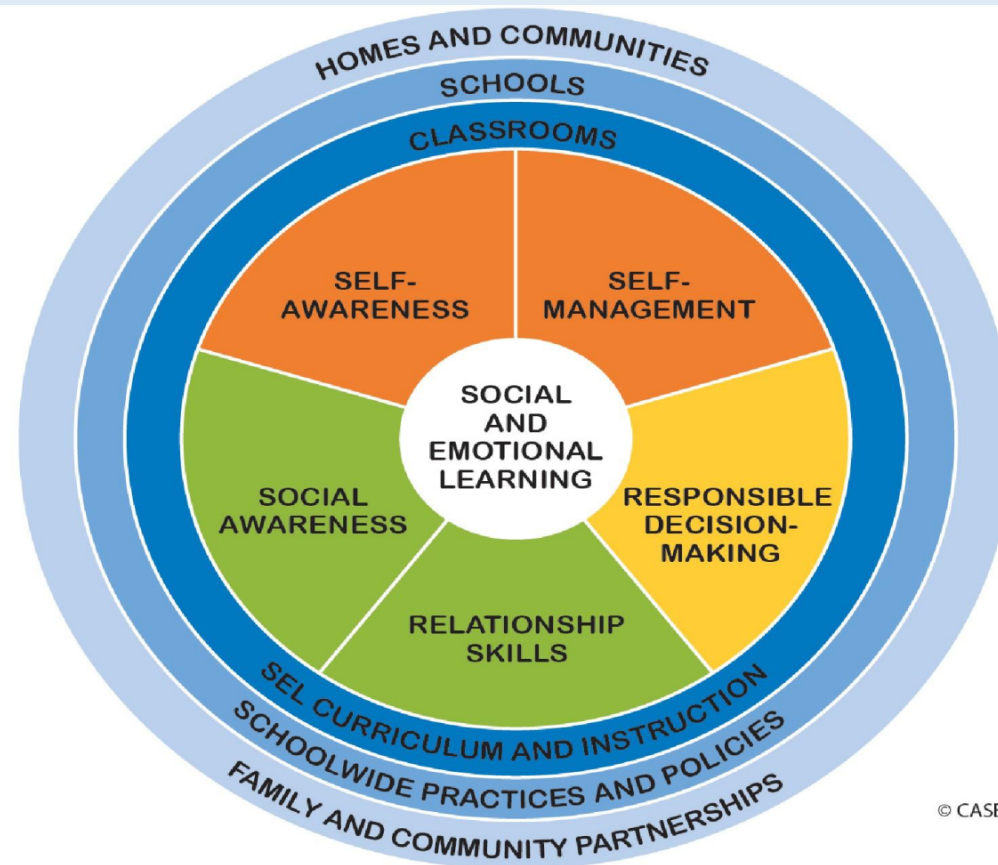 HOMES AND COMMUNITIES
SCHOOLS
CLASSROOMS
SELF-
AWARENESS
SELF-
MANAGEMENT
SOCIAL
AND
EMOTIONAL
LEARNING
SOCIAL
AWARENESS
RESPONSIBLE
DECISION-
MAKING
RELATIONSHIP
SKILLS
SEL CURRICULUM AND INSTRUCTION
SCHOOLWIDE PRACTICES AND POLICIES
FAMILY AND COMMUNITY PARTNERSHIPS
© CASE